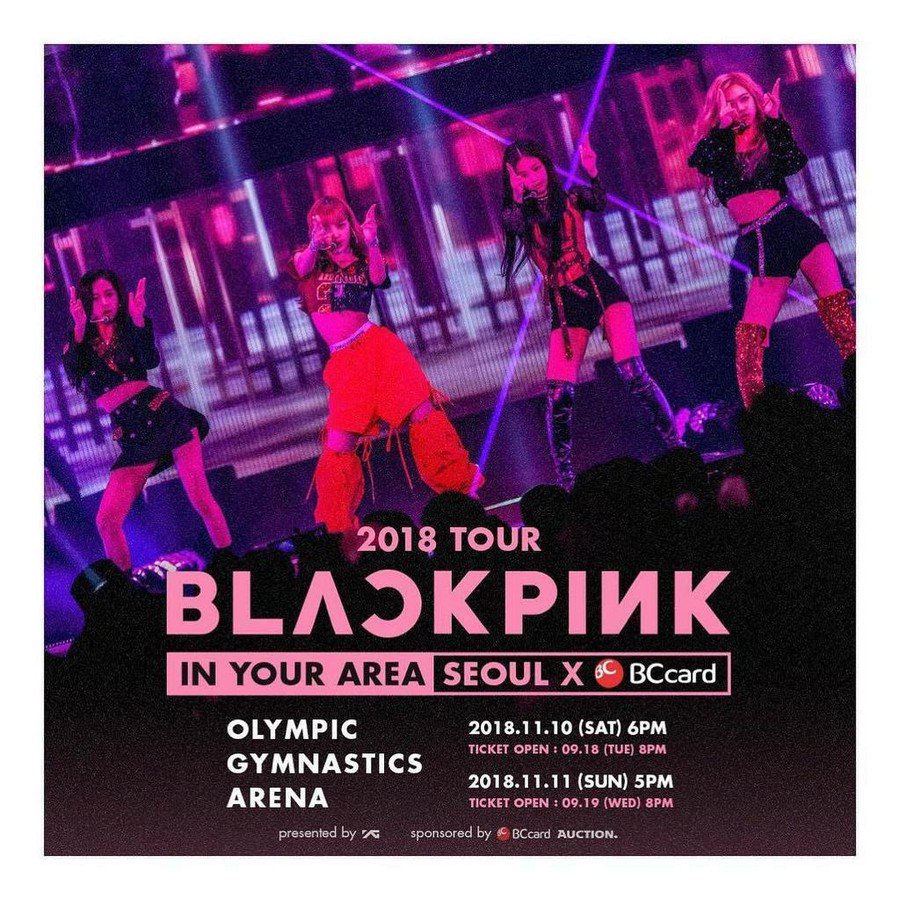 2018 TOUR
BLACKPINK
IN YOUR AREA SEOUL X BC BCcard
OLYMPIC
GYMNASTICS
ARENA
2018.11.10 (SAT) 6PM
TICKET OPEN : 09.18 (TUE) 8PM
2018.11.11 (SUN) 5PM
TICKET OPEN : 09.19 (WED) 8PM
presented by YG sponsored by BCcard AUCTION.